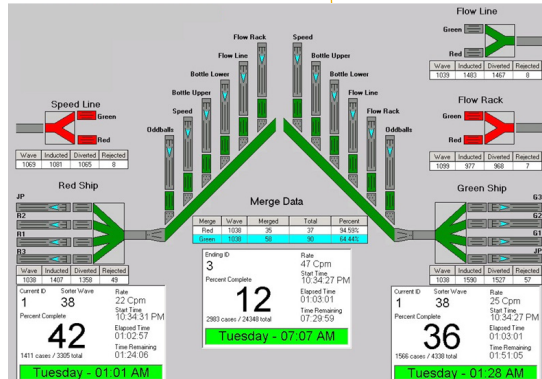 Flow Line
Green
Red
Wave Inducted Diverted Rejected
1039 1483 1467 8
Flow Rack
Green
Red
Wave Inducted Diverted Rejected
1099 977 968 7
Flow Rack
Flow Line
Bottle Lower
Bottle Upper
Speed
Oddballs
Speed
Bottle Upper
Bottle Lower
Flow Line
Flow Rack
Oddballs
Speed Line
Green
Red
Wave Inducted Diverted Rejected
1069 1081 1065 8
Red Ship
JP
R2
R1
R3
Wave Inducted Diverted Rejected
1038 1407 1358 49
Merge Data
Merge Wave Merged Total Percent
Red 1038 35 37 94.59%
Green 1038 58 90 64.44%
Green Ship
G3
G2
G1
JP
Wave Inducted Diverted Rejected
1038 1590 1527 57
Current ID Sorter Wave Rate
1 38 22 Cpm
Start Time
10:34:31 PM
Percent Complete
42
Elapsed Time
01:02:57
Time Remaining
01:24:06
1411 cases / 3305 total
Tuesday - 01:01 AM
Ending ID Rate
3 47 Cpm
Start Time
10:34:27 PM
Percent Complete
12
Elapsed Time
01:03:01
Time Remaining
07:29:59
2983 cases / 24348 total
Tuesday - 07:07 AM
Current ID Sorter Wave Rate
1 38 25 Cpm
Start Time
10:34:27 PM
Percent Complete
36
Elapsed Time
01:03:01
Time Remaining
01:51:05
1566 cases / 4338 total
Tuesday - 01:28 AM